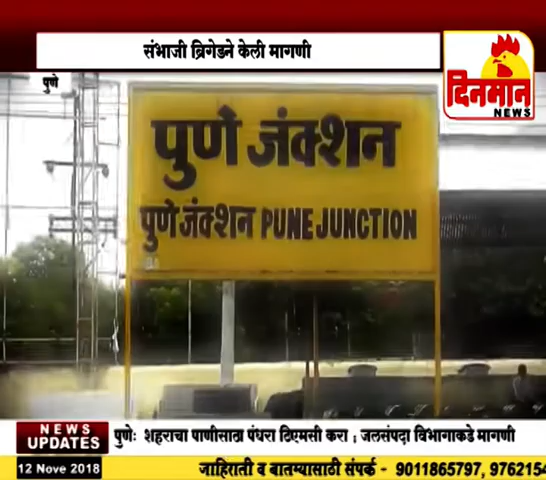 संभाजी ब्रिगेडने केली मागणी
दिनमान
NEWS
पुणे
पुणे जंक्शन
पुणे जंक्शन PUNE JUNCTION
NEWS
UPDATES
पुणेः शहराचा पाणीसाठा पंधरा टिएमसी करा ; जलसंपदा विभागाकडे मागणी
12 Nove 2018
जाहिराती व बातम्यासाठी संपर्क - 9011865797, 9762154